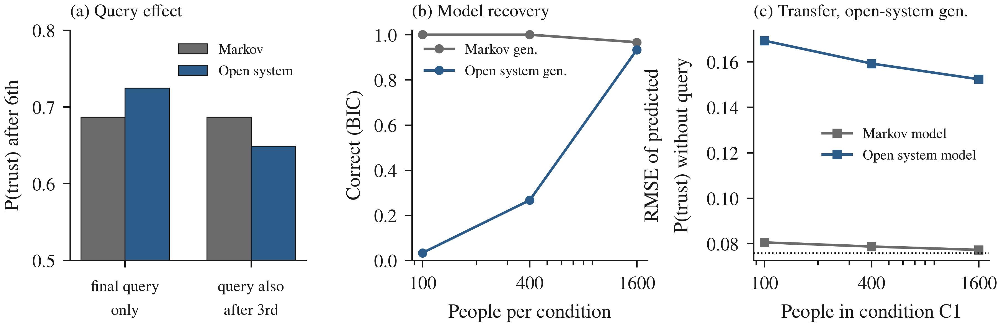 (a) Query effect
P(trust) after 6th
0.8
0.7
0.6
0.5
Markov
Open system
final query
only
query also
after 3rd
(b) Model recovery
Correct (BIC)
1.0
0.8
0.6
0.4
0.2
0.0
Markov gen.
Open system gen.
100
400
1600
People per condition
(c) Transfer, open-system gen.
RMSE of predicted
P(trust) without query
0.16
0.14
0.12
0.10
0.08
Markov model
Open system model
100
400
1600
People in condition C1